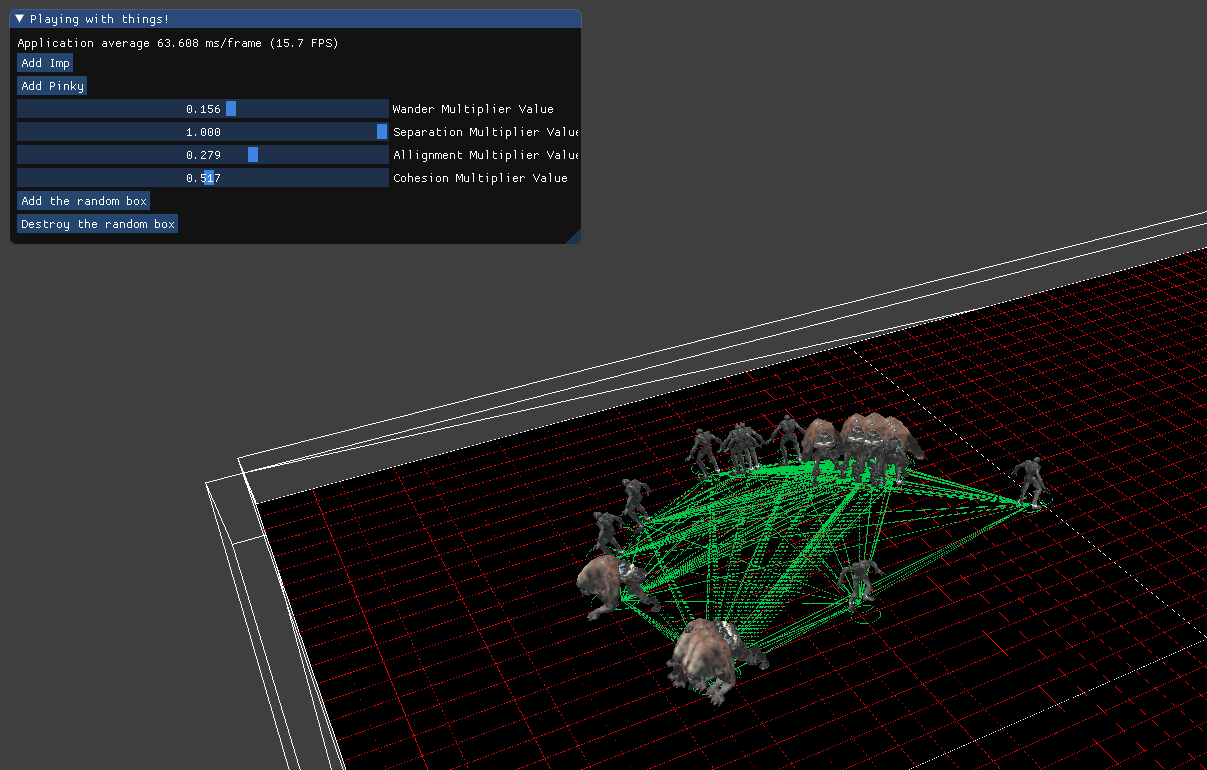 Playing with things!
Application average 63.608 ms/frame (15.7 FPS)
Add Imp
Add Pinky
0.156 Wander Multiplier Value
1.000 Separation Multiplier Value
0.279 Allignment Multiplier Value
0.517 Cohesion Multiplier Value
Add the random box
Destroy the random box